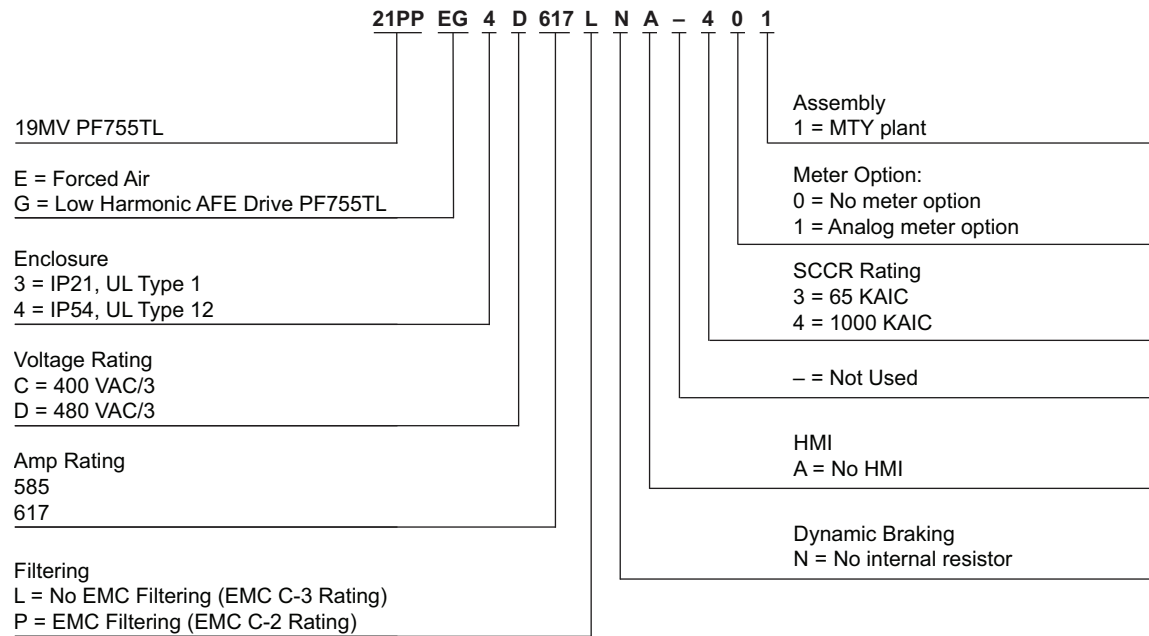 21PP EG 4 D 617 L N A – 4 0 1
19MV PF755TL
E = Forced Air
G = Low Harmonic AFE Drive PF755TL
Enclosure
3 = IP21, UL Type 1
4 = IP54, UL Type 12
Voltage Rating
C = 400 VAC/3
D = 480 VAC/3
Amp Rating
585
617
Filtering
L = No EMC Filtering (EMC C-3 Rating)
P = EMC Filtering (EMC C-2 Rating)
Assembly
1 = MTY plant
Meter Option:
0 = No meter option
1 = Analog meter option
SCCR Rating
3 = 65 KAIC
4 = 1000 KAIC
– = Not Used
HMI
A = No HMI
Dynamic Braking
N = No internal resistor